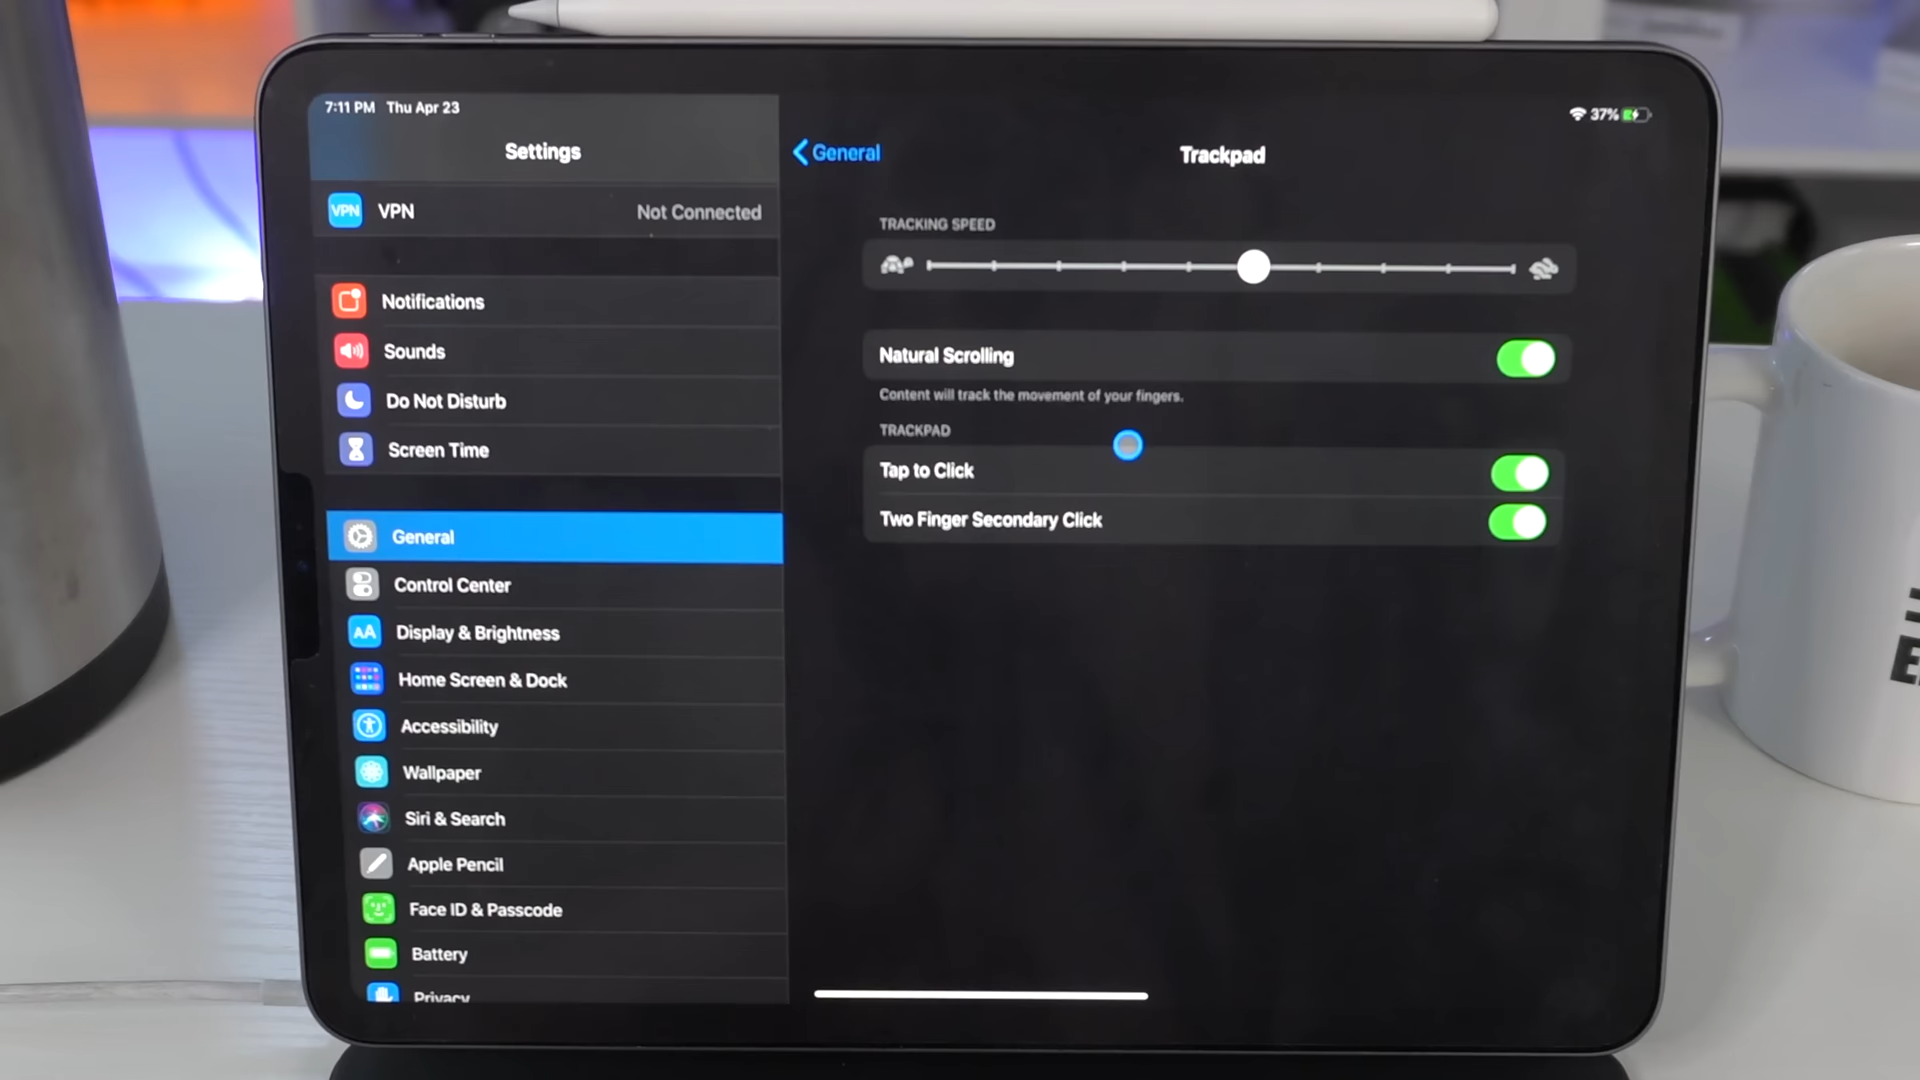 7:11 PM Thu Apr 23
37%
Settings
VPN VPN Not Connected
Notifications
Sounds
Do Not Disturb
Screen Time
General
Control Center
AA Display & Brightness
Home Screen & Dock
Accessibility
Wallpaper
Siri & Search
Apple Pencil
Face ID & Passcode
Battery
Privacy
General
Trackpad
TRACKING SPEED
Natural Scrolling
Content will track the movement of your fingers.
TRACKPAD
Tap to Click
Two Finger Secondary Click